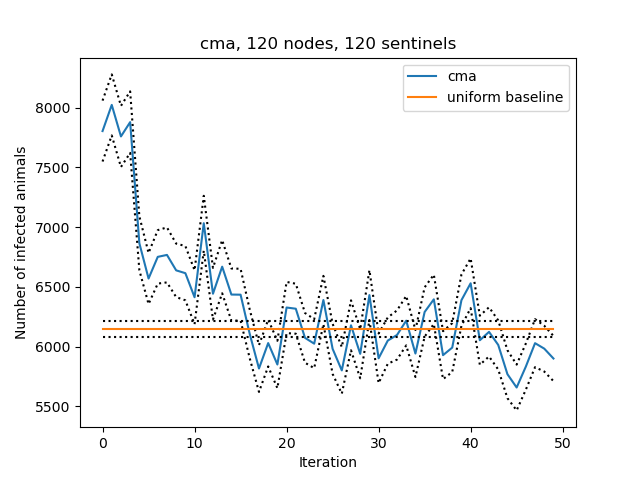 cma, 120 nodes, 120 sentinels
cma
uniform baseline
Number of infected animals
8000
7500
7000
6500
6000
5500
0 10 20 30 40 50
Iteration